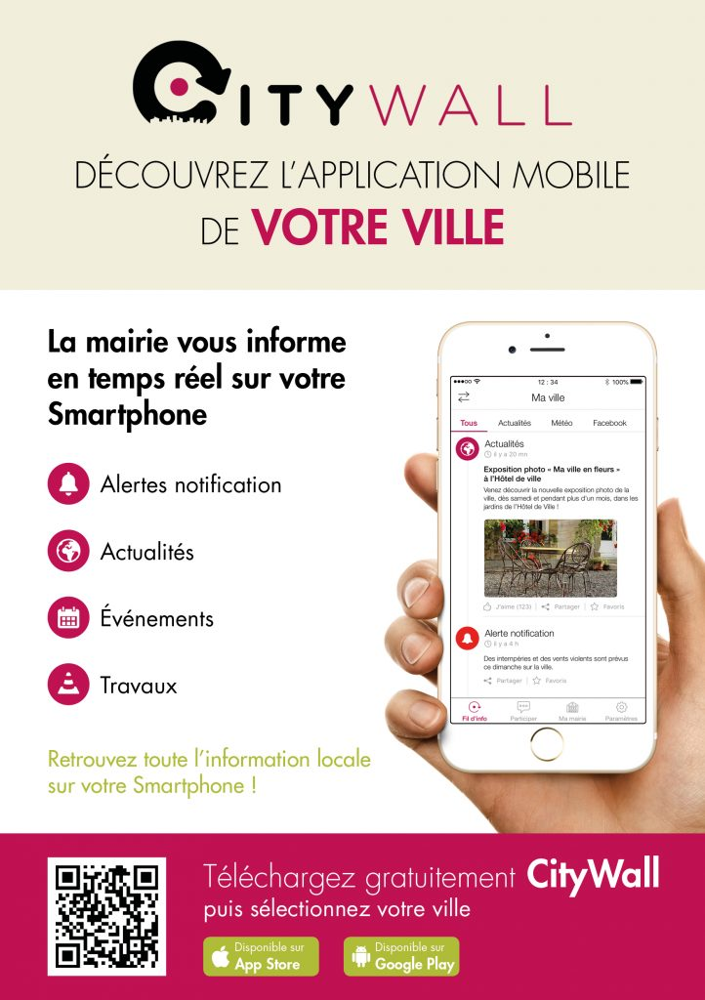 CITYWALL
DÉCOUVREZ L'APPLICATION MOBILE
DE VOTRE VILLE
La mairie vous informe
en temps réel sur votre
Smartphone
Alertes notification
Actualités
Événements
Travaux
Retrouvez toute l'information locale
sur votre Smartphone !
12 : 34
100%
Ma ville
Tous Actualités Météo Facebook
Actualités
il y a 20 mn
Exposition photo « Ma ville en fleurs »
à l'Hôtel de ville
Venez découvrir la nouvelle exposition photo de la
ville, dès samedi et pendant plus d'un mois, dans les
jardins de l'Hôtel de Ville !
J'aime (123) | Partager | Favoris
Alerte notification
il y a 4 h
Des intempéries et des vents violents sont prévus
ce dimanche sur la ville.
Partager | Favoris
Fil d'info Participer Ma mairie Paramètres
Téléchargez gratuitement CityWall
puis sélectionnez votre ville
Disponible sur
App Store
Disponible sur
Google Play